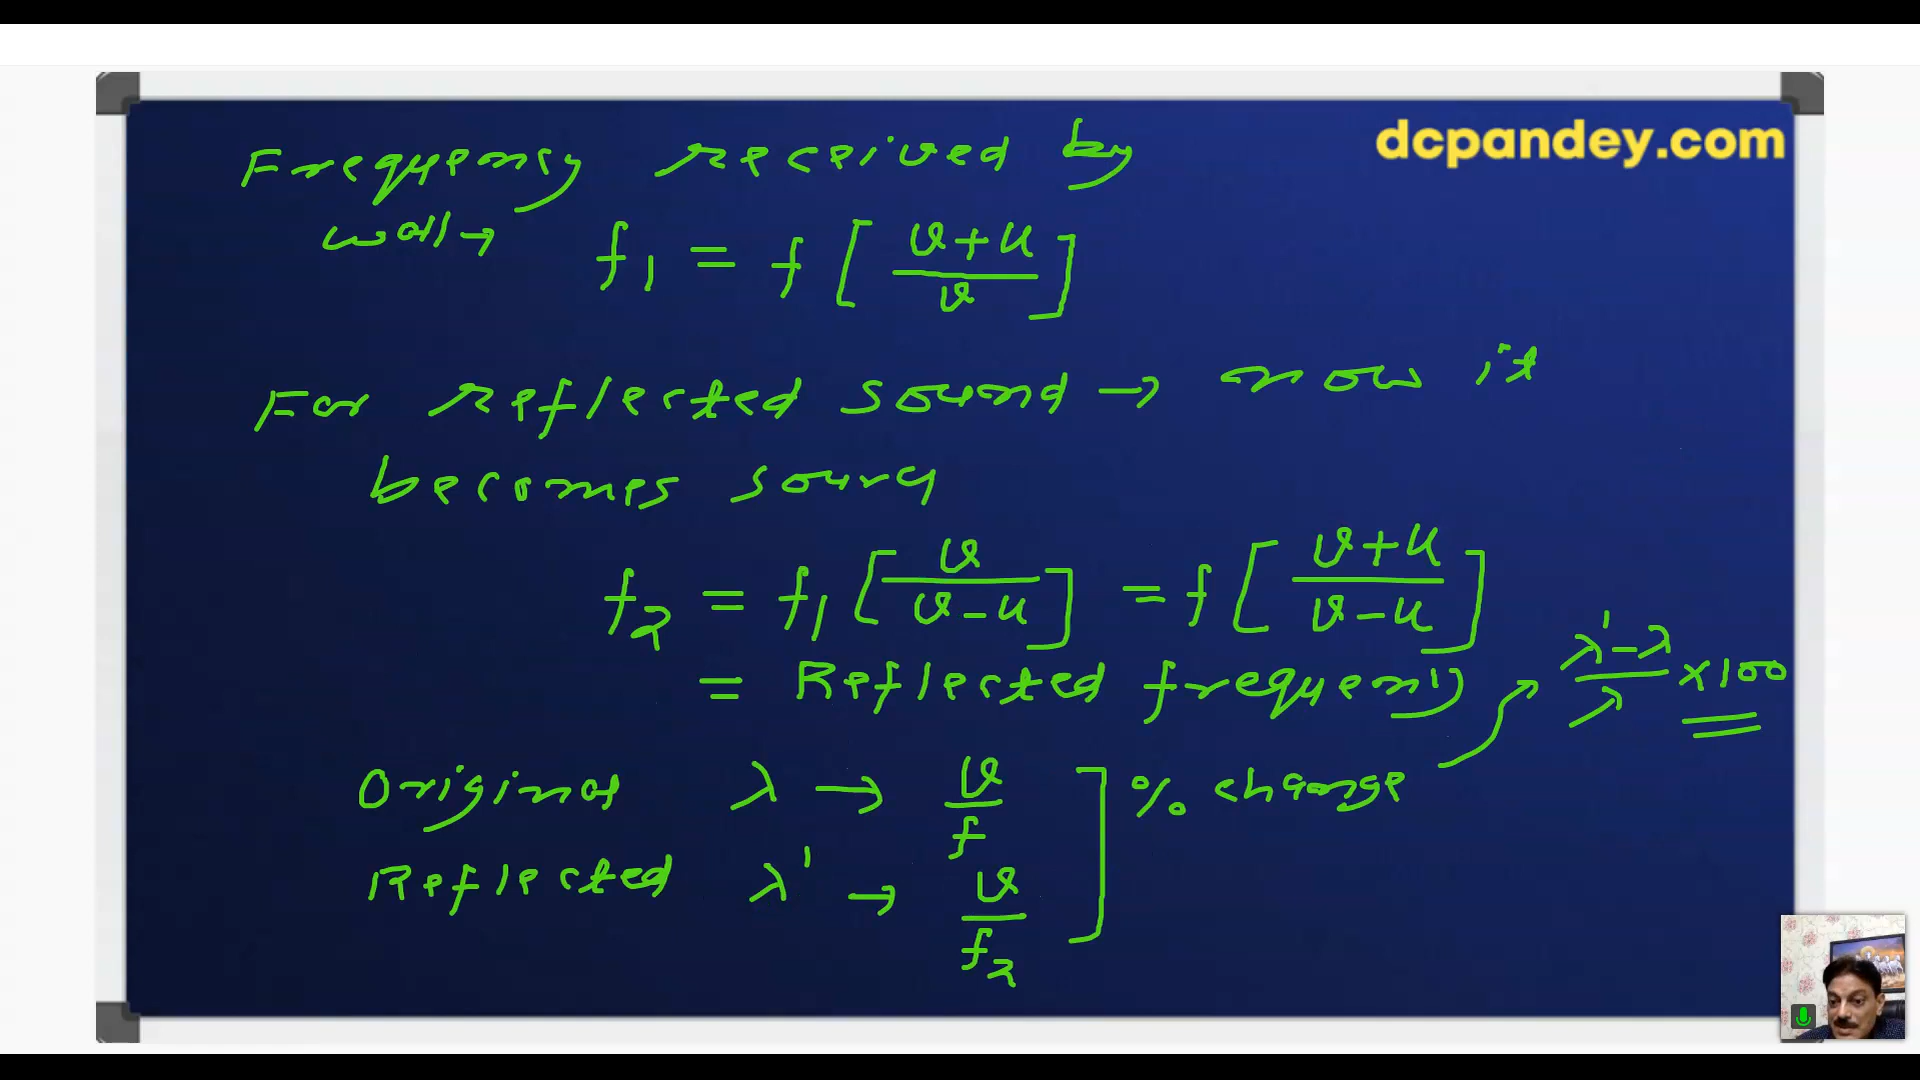 dcpandey.com
Frequency received by
wall → f₁ = f [ (v+u)/v ]
For reflected sound → now it
becomes source
f₂ = f₁ [ v/(v-u) ] = f [ (v+u)/(v-u) ]
= Reflected frequency
Original λ → v/f
Reflected λ' → v/f₂
% change → (λ'-λ)/λ × 100